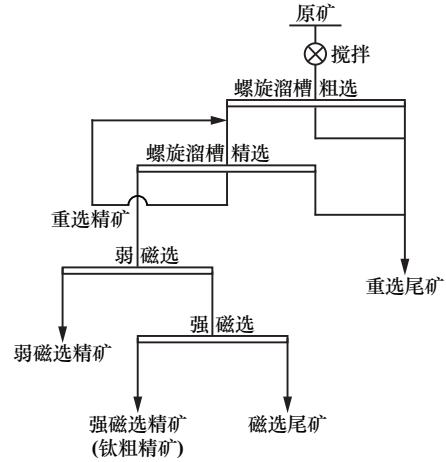 原矿
搅拌
螺旋溜槽 粗选
螺旋溜槽 精选
重选精矿
弱 磁选
重选尾矿
强 磁选
弱磁选精矿
强磁选精矿
(钛粗精矿)
磁选尾矿